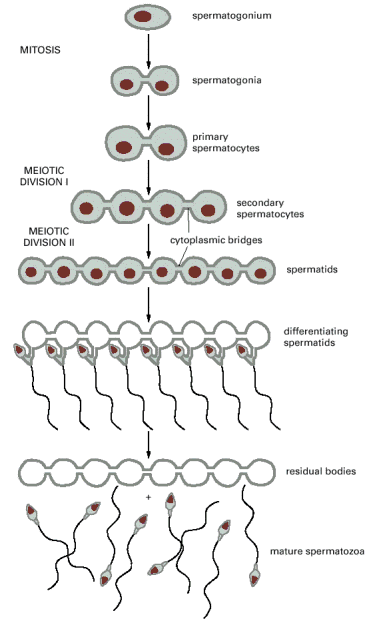 spermatogonium
MITOSIS
spermatogonia
primary
spermatocytes
MEIOTIC
DIVISION I
secondary
spermatocytes
MEIOTIC
DIVISION II
cytoplasmic bridges
spermatids
differentiating
spermatids
residual bodies
+
mature spermatozoa